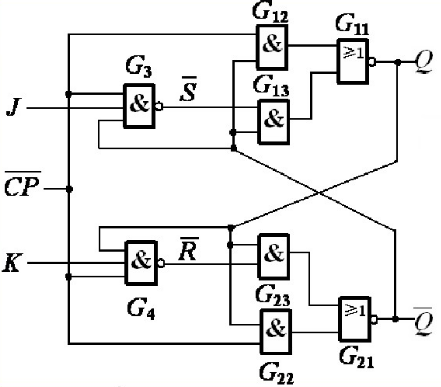 G₁₂
G₁₁
&
≥1
Q
G₃
S̅
G₁₃
J
&
&
C̅P̅
K
&
R̅
&
G₄
G₂₃
&
≥1
Q̅
G₂₁
G₂₂